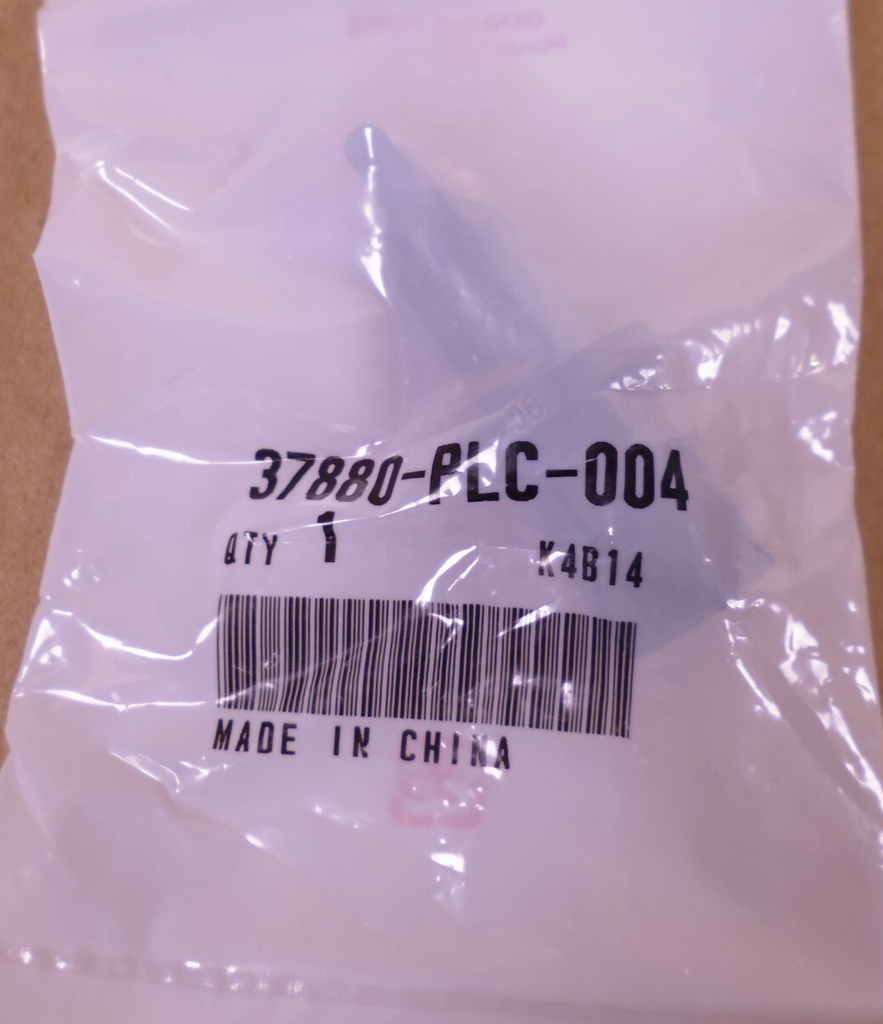 37880-PLC-004
QTY 1
K4B14
MADE IN CHINA